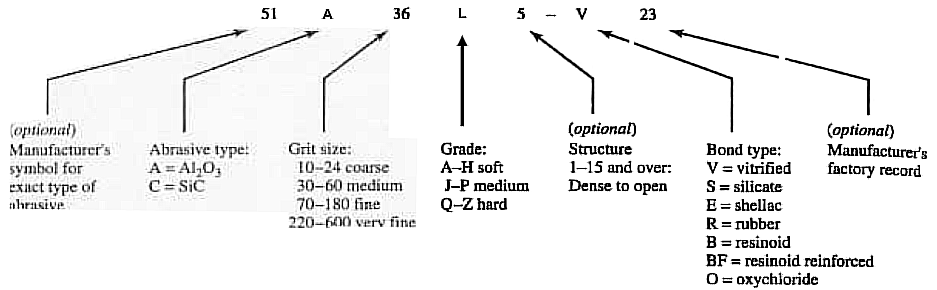 51 A 36 L 5 – V 23
(optional)
Manufacturer's
symbol for
exact type of
abrasive
Abrasive type:
A = Al₂O₃
C = SiC
Grit size:
10–24 coarse
30–60 medium
70–180 fine
220–600 very fine
Grade:
A–H soft
J–P medium
Q–Z hard
(optional)
Structure
1–15 and over:
Dense to open
Bond type:
V = vitrified
S = silicate
E = shellac
R = rubber
B = resinoid
BF = resinoid reinforced
O = oxychloride
(optional)
Manufacturer's
factory record